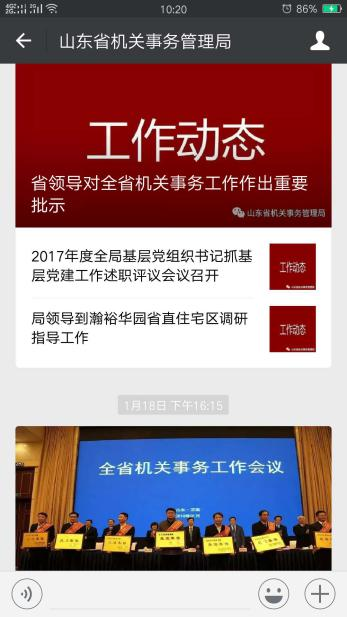 10:20
86%
山东省机关事务管理局
工作动态
省领导对全省机关事务工作作出重要
批示
山东省机关事务管理局
2017年度全局基层党组织书记抓基
层党建工作述职评议会议召开
工作动态
局领导到瀚裕华园省直住宅区调研
指导工作
工作动态
1月18日 下午16:15
全省机关事务工作会议